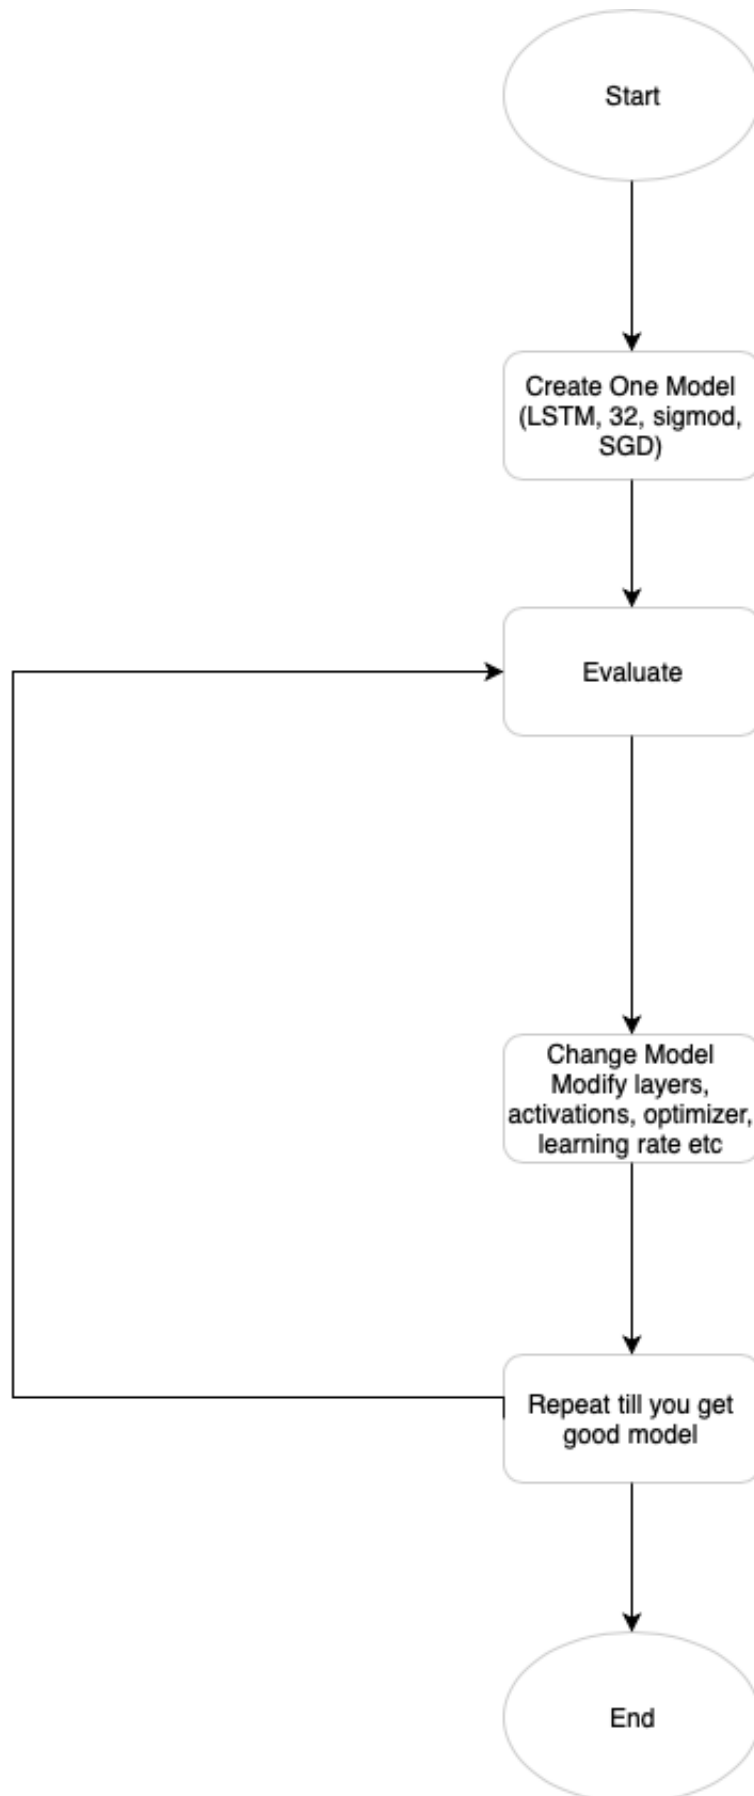 Start
Create One Model
(LSTM, 32, sigmod,
SGD)
Evaluate
Change Model
Modify layers,
activations, optimizer,
learning rate etc
Repeat till you get
good model
End